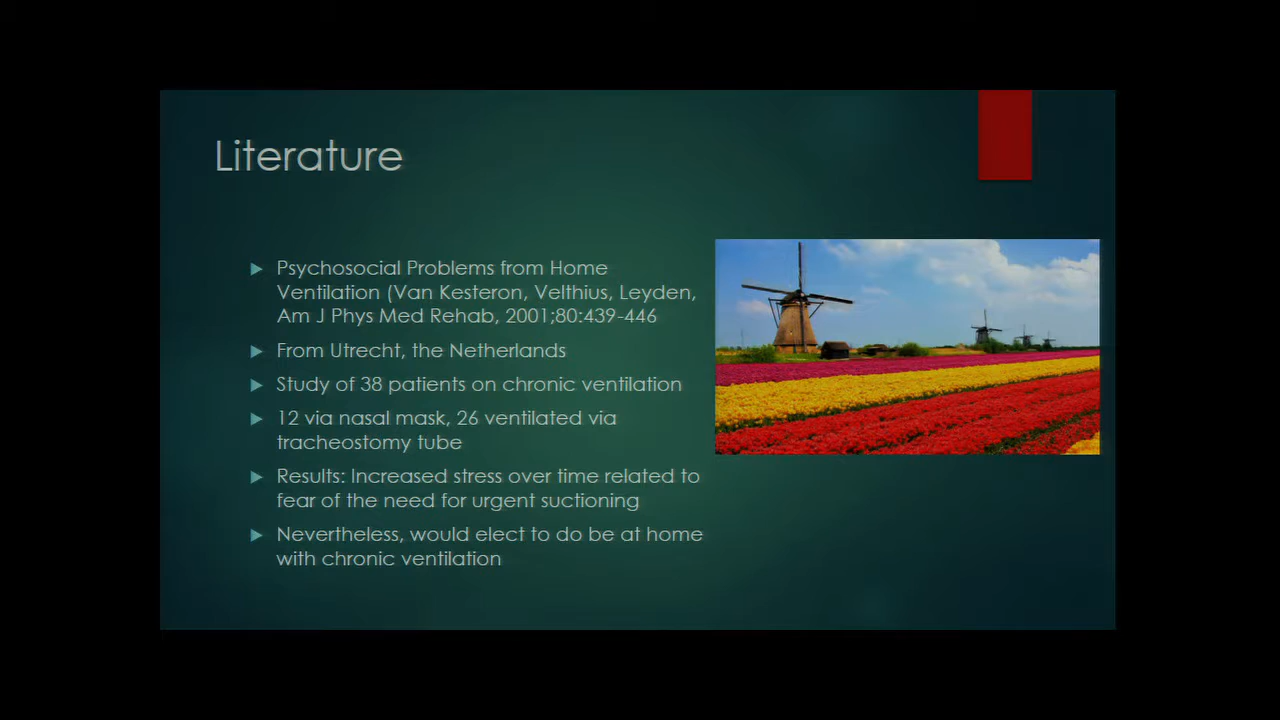 Literature
Psychosocial Problems from Home
Ventilation (Van Kesteron, Velthius, Leyden,
Am J Phys Med Rehab, 2001;80:439-446
From Utrecht, the Netherlands
Study of 38 patients on chronic ventilation
12 via nasal mask, 26 ventilated via
tracheostomy tube
Results: Increased stress over time related to
fear of the need for urgent suctioning
Nevertheless, would elect to do be at home
with chronic ventilation